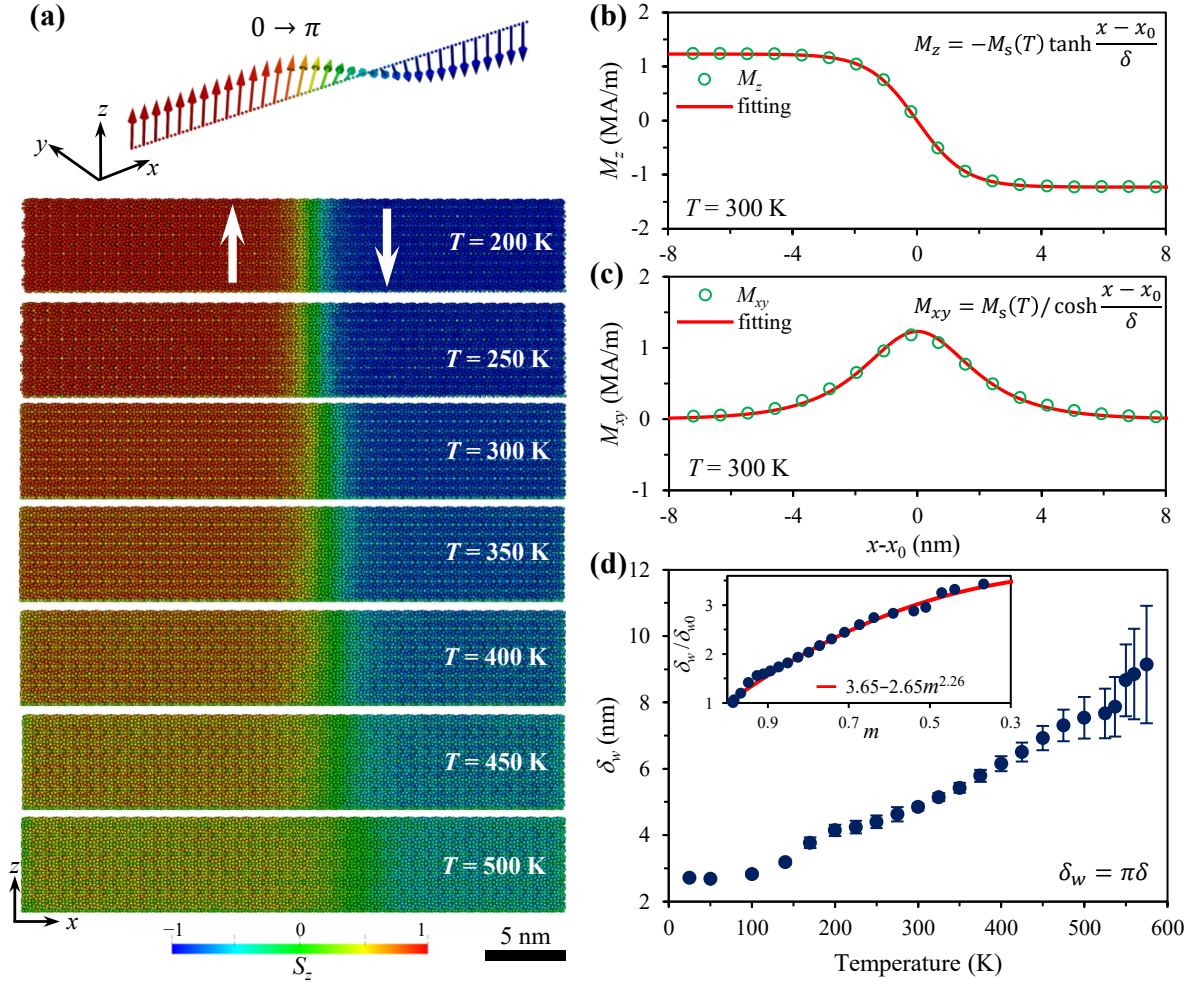 (a)
0 → π
z
y
x
T = 200 K
T = 250 K
T = 300 K
T = 350 K
T = 400 K
T = 450 K
T = 500 K
z
x
−1 0 1
S_z
5 nm
(b)
M_z (MA/m)
2
1
0
-1
-2
M_z = −M_s(T) tanh (x − x_0)/δ
M_z
fitting
T = 300 K
-8 -4 0 4 8
(c)
M_xy (MA/m)
2
1
0
-1
M_xy = M_s(T)/cosh (x − x_0)/δ
M_xy
fitting
T = 300 K
-8 -4 0 4 8
x-x_0 (nm)
(d)
δ_w (nm)
12
10
8
6
4
2
δ_w/δ_w0
3
2
1
3.65−2.65m^2.26
0.9 0.7 0.5 0.3
m
δ_w = πδ
0 100 200 300 400 500 600
Temperature (K)